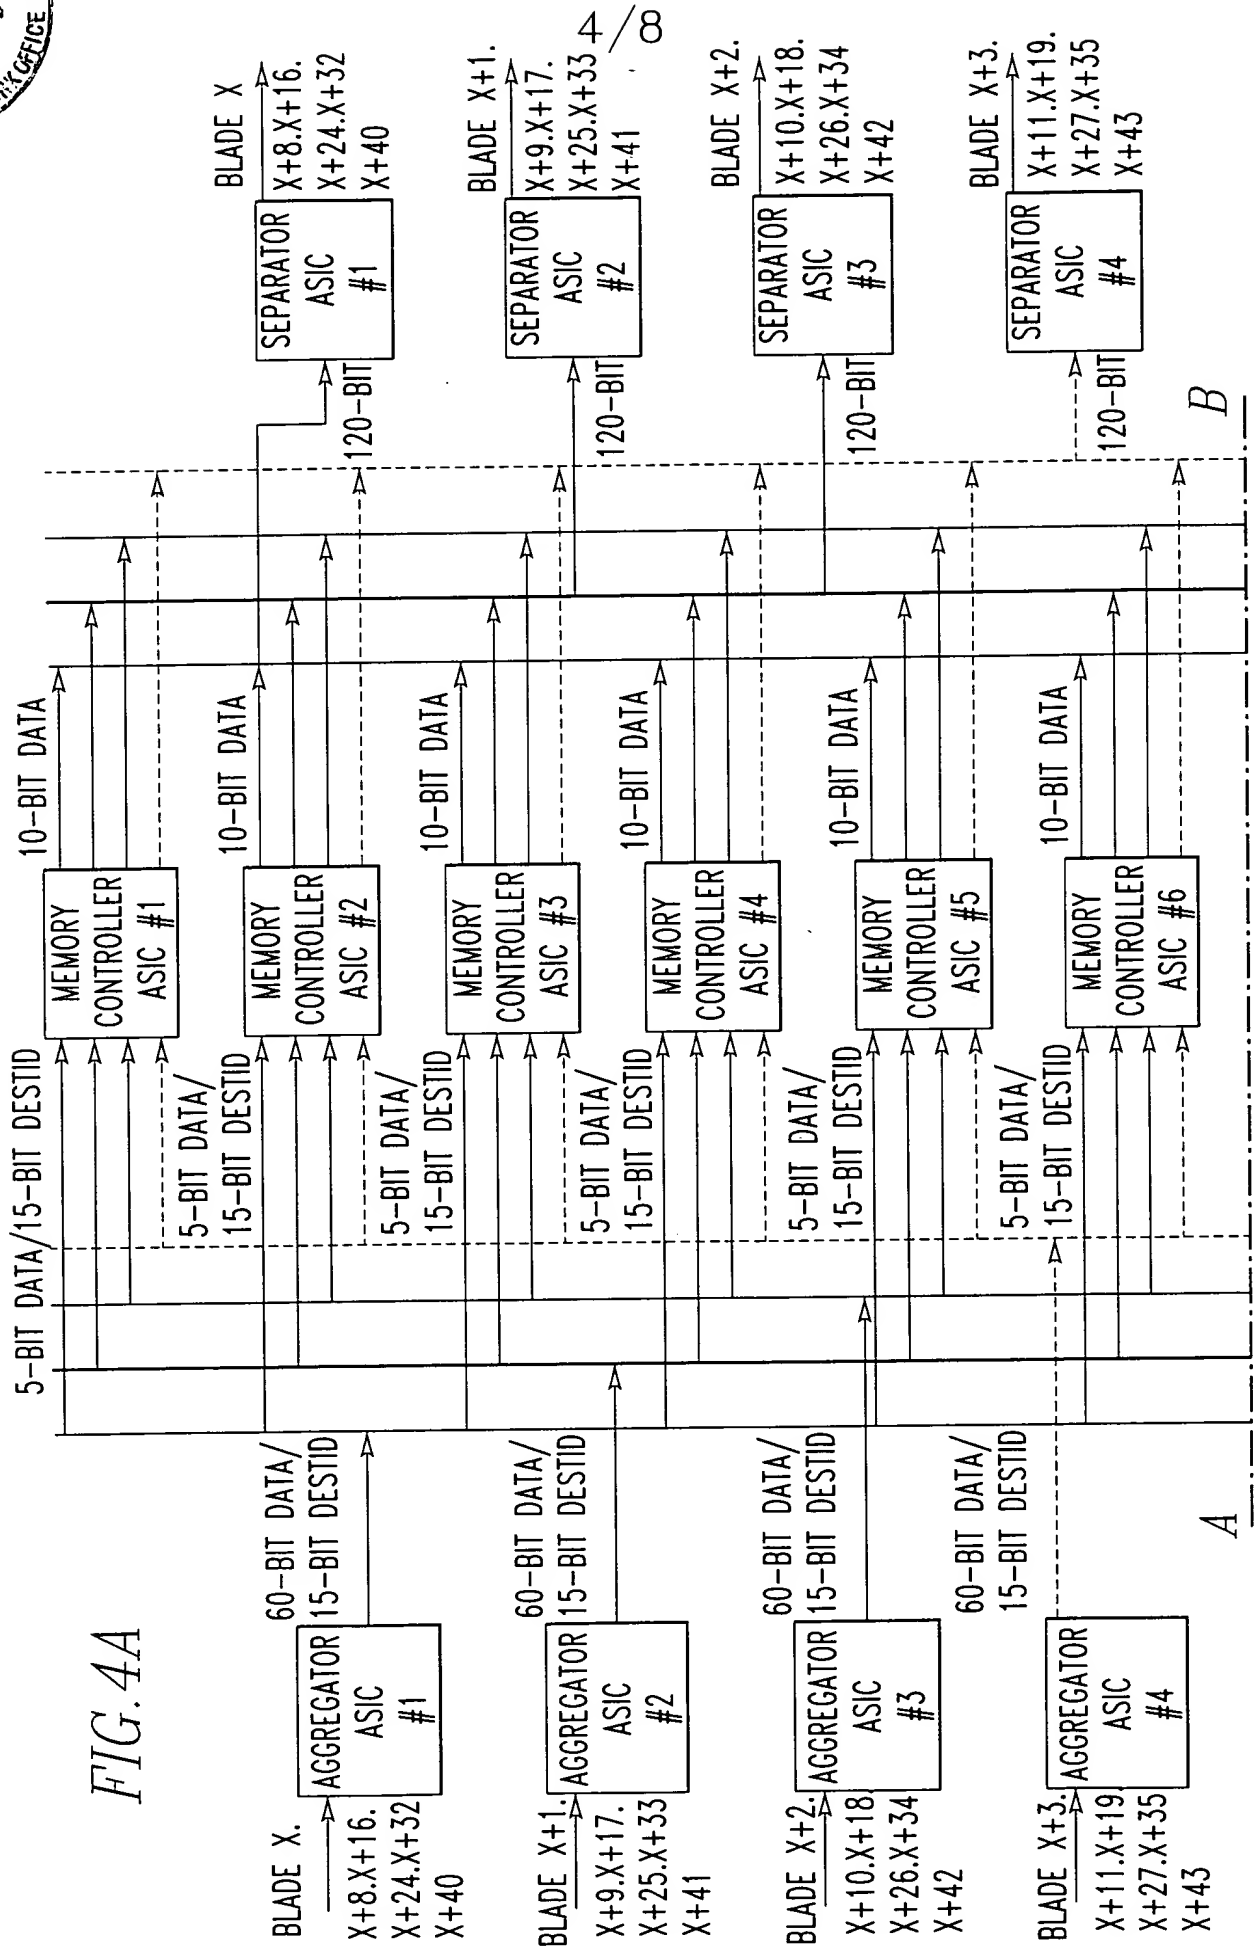 4/8
OFFICE
FIG. 4A
BLADE X.
X+8.X+16.
X+24.X+32
X+40
AGGREGATOR
ASIC
#1
60-BIT DATA/
15-BIT DESTID
BLADE X+1.
X+9.X+17.
X+25.X+33
X+41
AGGREGATOR
ASIC
#2
60-BIT DATA/
15-BIT DESTID
BLADE X+2.
X+10.X+18.
X+26.X+34
X+42
AGGREGATOR
ASIC
#3
60-BIT DATA/
15-BIT DESTID
BLADE X+3.
X+11.X+19.
X+27.X+35
X+43
AGGREGATOR
ASIC
#4
60-BIT DATA/
15-BIT DESTID
A
5-BIT DATA/15-BIT DESTID
MEMORY
CONTROLLER
ASIC #1
10-BIT DATA
5-BIT DATA/
15-BIT DESTID
MEMORY
CONTROLLER
ASIC #2
10-BIT DATA
5-BIT DATA/
15-BIT DESTID
MEMORY
CONTROLLER
ASIC #3
10-BIT DATA
5-BIT DATA/
15-BIT DESTID
MEMORY
CONTROLLER
ASIC #4
10-BIT DATA
5-BIT DATA/
15-BIT DESTID
MEMORY
CONTROLLER
ASIC #5
10-BIT DATA
5-BIT DATA/
15-BIT DESTID
MEMORY
CONTROLLER
ASIC #6
10-BIT DATA
120-BIT
SEPARATOR
ASIC
#1
BLADE X
X+8.X+16.
X+24.X+32
X+40
120-BIT
SEPARATOR
ASIC
#2
BLADE X+1.
X+9.X+17.
X+25.X+33
X+41
120-BIT
SEPARATOR
ASIC
#3
BLADE X+2.
X+10.X+18.
X+26.X+34
X+42
120-BIT
SEPARATOR
ASIC
#4
BLADE X+3.
X+11.X+19.
X+27.X+35
X+43
B